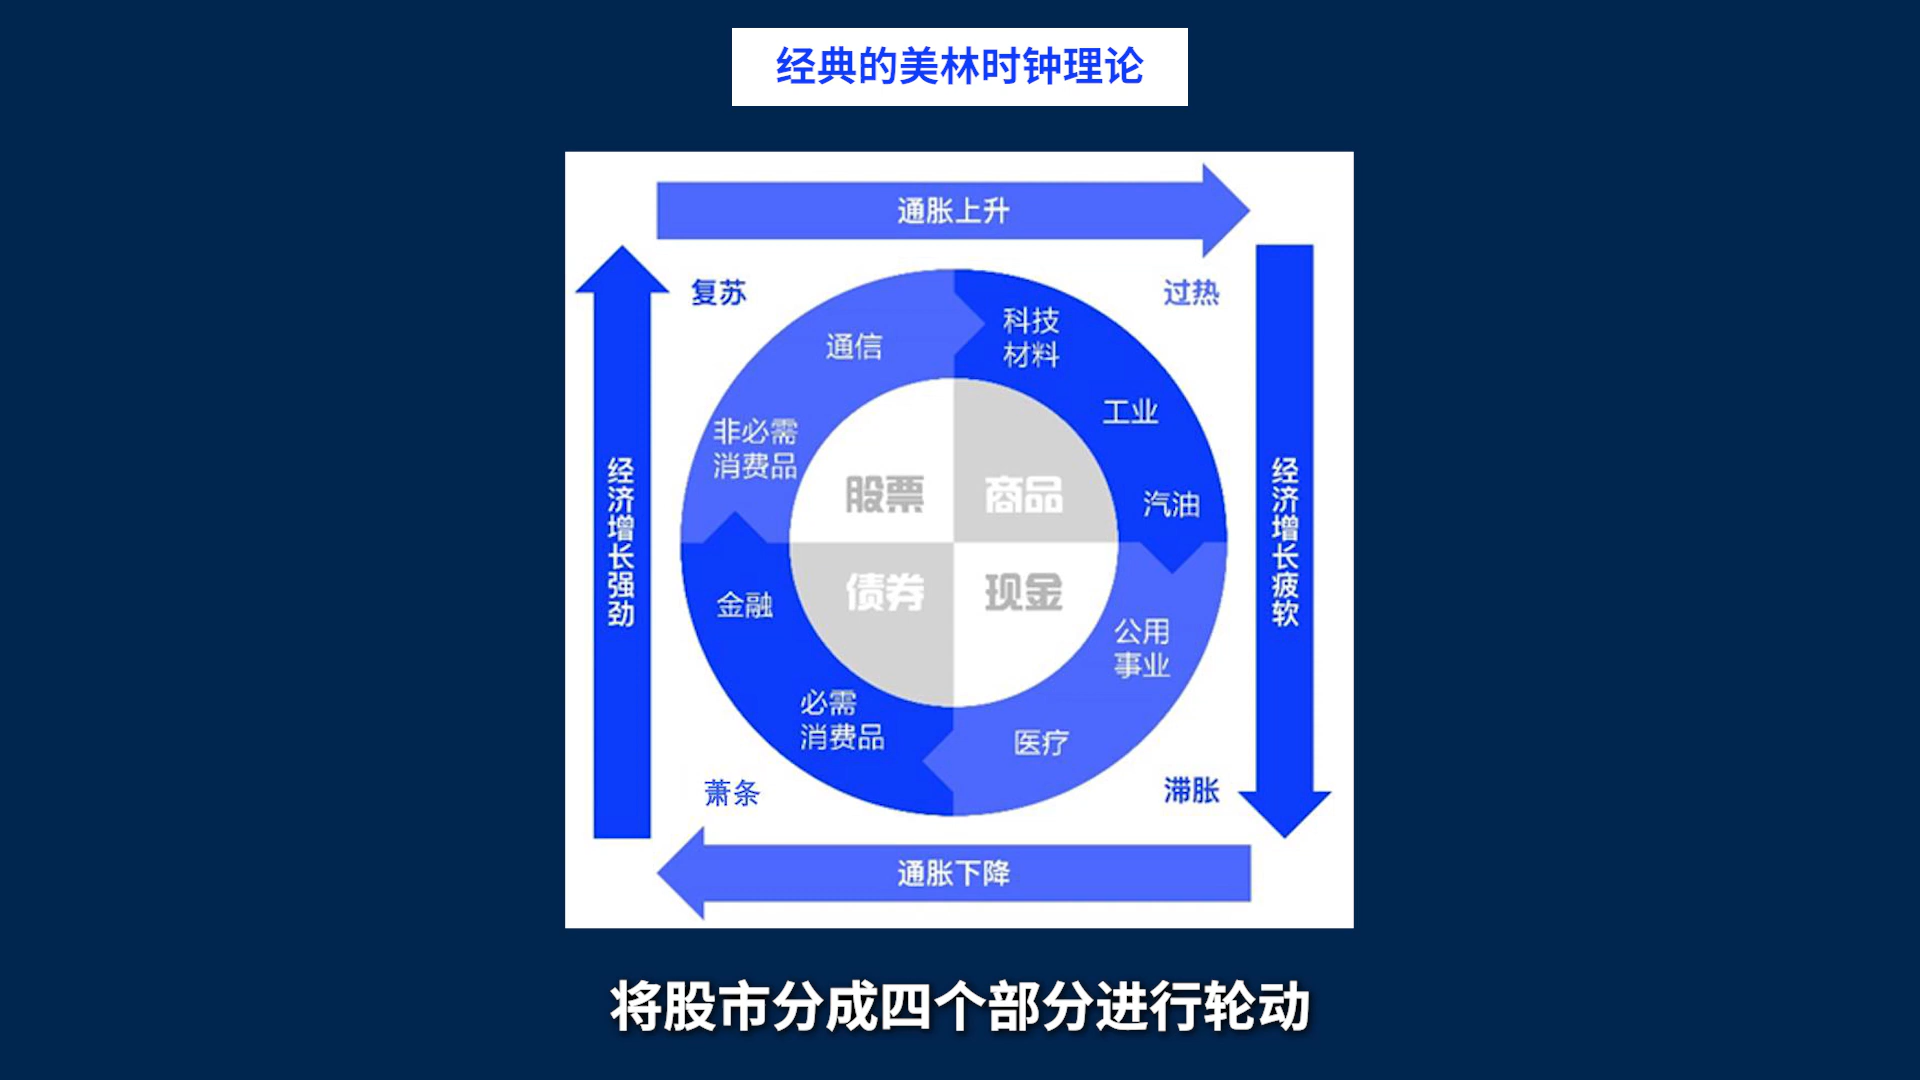 经典的美林时钟理论
通胀上升
复苏
过热
科技
材料
通信
工业
非必需
消费品
经济增长强劲
股票
商品
汽油
经济增长疲软
债券
现金
金融
公用
事业
必需
消费品
医疗
萧条
滞胀
通胀下降
将股市分成四个部分进行轮动